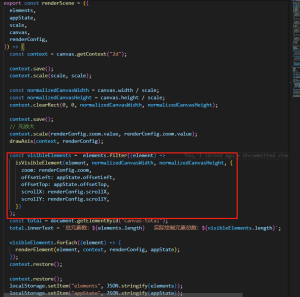 export const renderScene = ({
elements,
appState,
scale,
canvas,
renderConfig,
}) => {
const context = canvas.getContext("2d");
context.save();
context.scale(scale, scale);
const normalizedCanvasWidth = canvas.width / scale;
const normalizedCanvasHeight = canvas.height / scale;
context.clearRect(0, 0, normalizedCanvasWidth, normalizedCanvasHeight);
context.save();
context.scale(renderConfig.zoom.value, renderConfig.zoom.value);
drawAxis(context, renderConfig);
const visibleElements = elements.filter((element) =>
isVisibleElement(element, normalizedCanvasWidth, normalizedCanvasHeight, {
zoom: renderConfig.zoom,
offsetLeft: appState.offsetLeft,
offsetTop: appState.offsetTop,
scrollX: renderConfig.scrollX,
scrollY: renderConfig.scrollY,
})
);
const total = document.getElementById("canvas-total");
total.innerText = `总元素数: ${elements.length} 实际绘制元素总数: ${visibleElements.length}`;
visibleElements.forEach((element) => {
renderElement(element, context, renderConfig, appState);
});
context.restore();
context.restore();
localStorage.setItem("elements", JSON.stringify(elements));
localStorage.setItem("appState", JSON.stringify(appState));